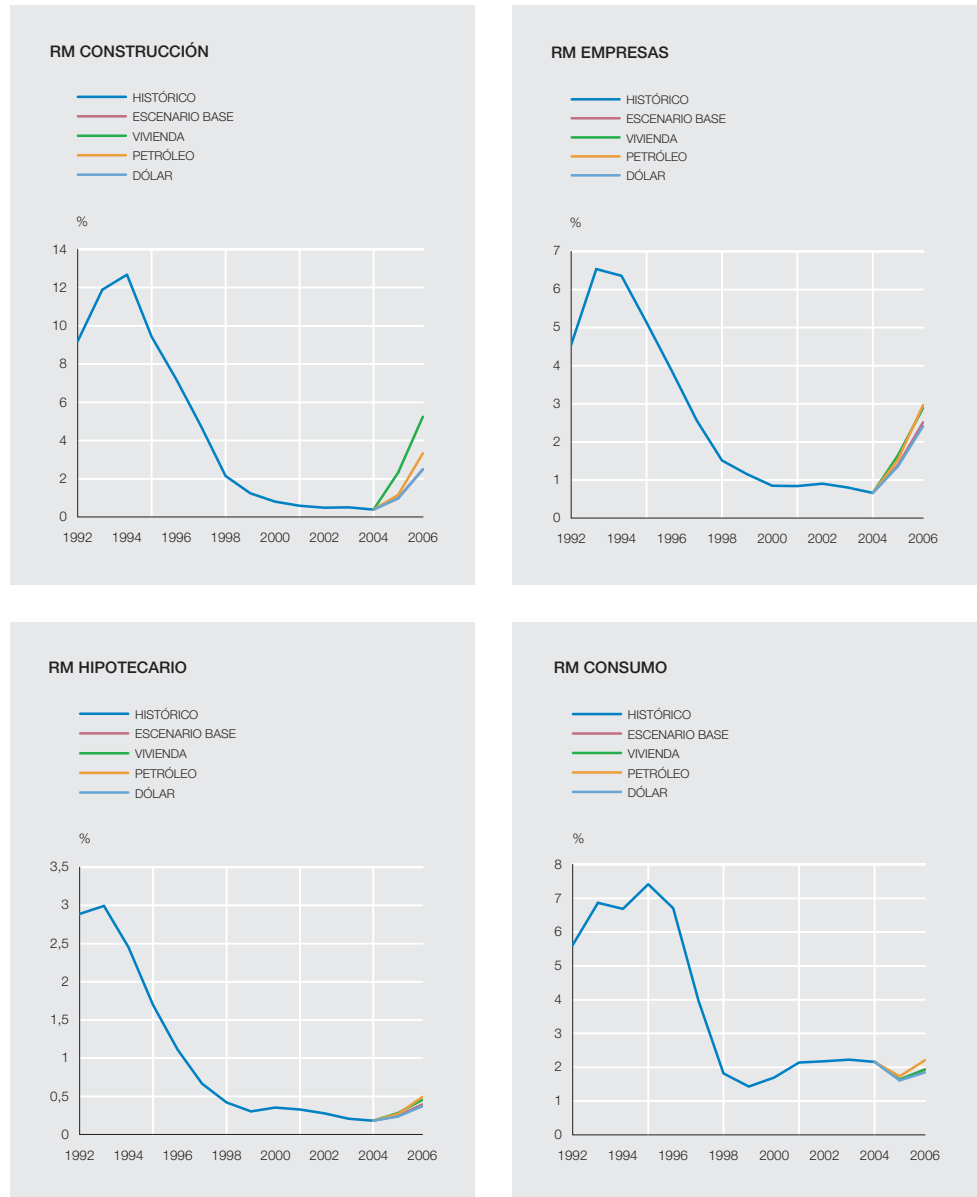 RM CONSTRUCCIÓN
HISTÓRICO
ESCENARIO BASE
VIVIENDA
PETRÓLEO
DÓLAR
%
14
12
10
8
6
4
2
0
1992 1994 1996 1998 2000 2002 2004 2006
RM EMPRESAS
HISTÓRICO
ESCENARIO BASE
VIVIENDA
PETRÓLEO
DÓLAR
%
7
6
5
4
3
2
1
0
1992 1994 1996 1998 2000 2002 2004 2006
RM HIPOTECARIO
HISTÓRICO
ESCENARIO BASE
VIVIENDA
PETRÓLEO
DÓLAR
%
3,5
3
2,5
2
1,5
1
0,5
0
1992 1994 1996 1998 2000 2002 2004 2006
RM CONSUMO
HISTÓRICO
ESCENARIO BASE
VIVIENDA
PETRÓLEO
DÓLAR
%
8
7
6
5
4
3
2
1
0
1992 1994 1996 1998 2000 2002 2004 2006